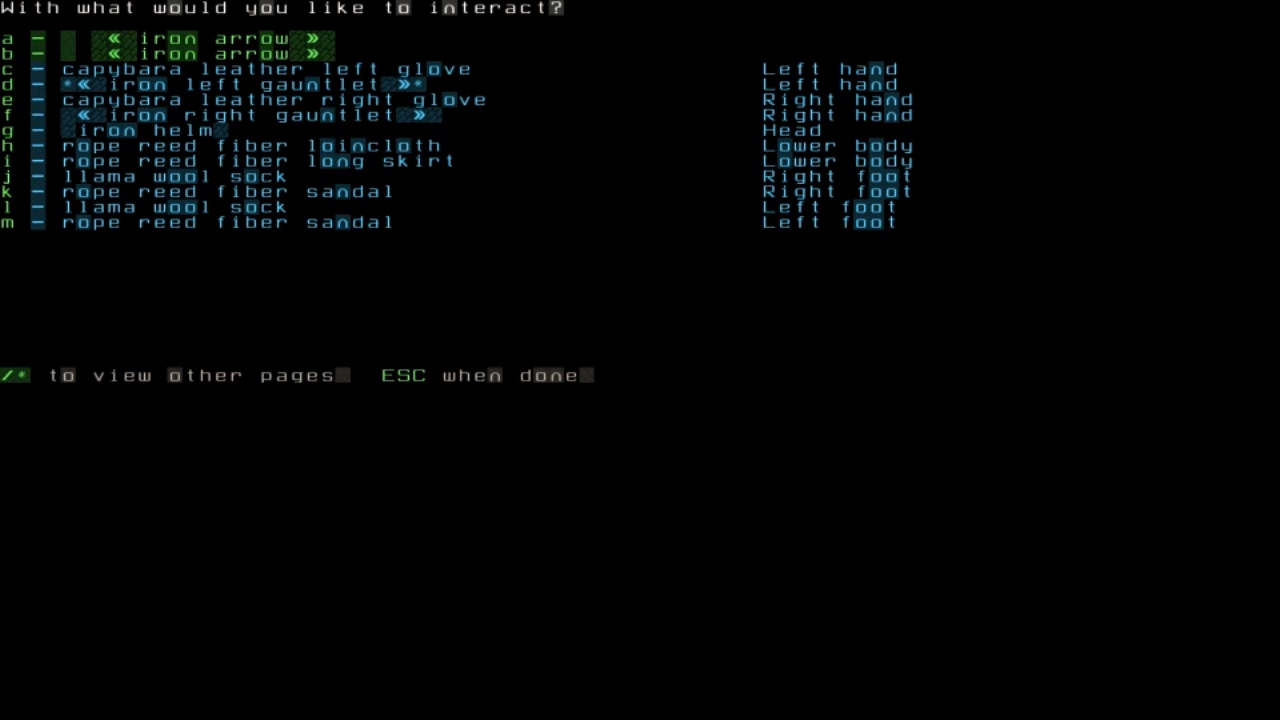 With what would you like to interact?
a - «iron arrow»
b - «iron arrow»
c - capybara leather left glove Left hand
d - *«iron left gauntlet»* Left hand
e - capybara leather right glove Right hand
f - «iron right gauntlet» Right hand
g - iron helm Head
h - rope reed fiber loincloth Lower body
i - rope reed fiber long skirt Lower body
j - llama wool sock Right foot
k - rope reed fiber sandal Right foot
l - llama wool sock Left foot
m - rope reed fiber sandal Left foot
/* to view other pages ESC when done